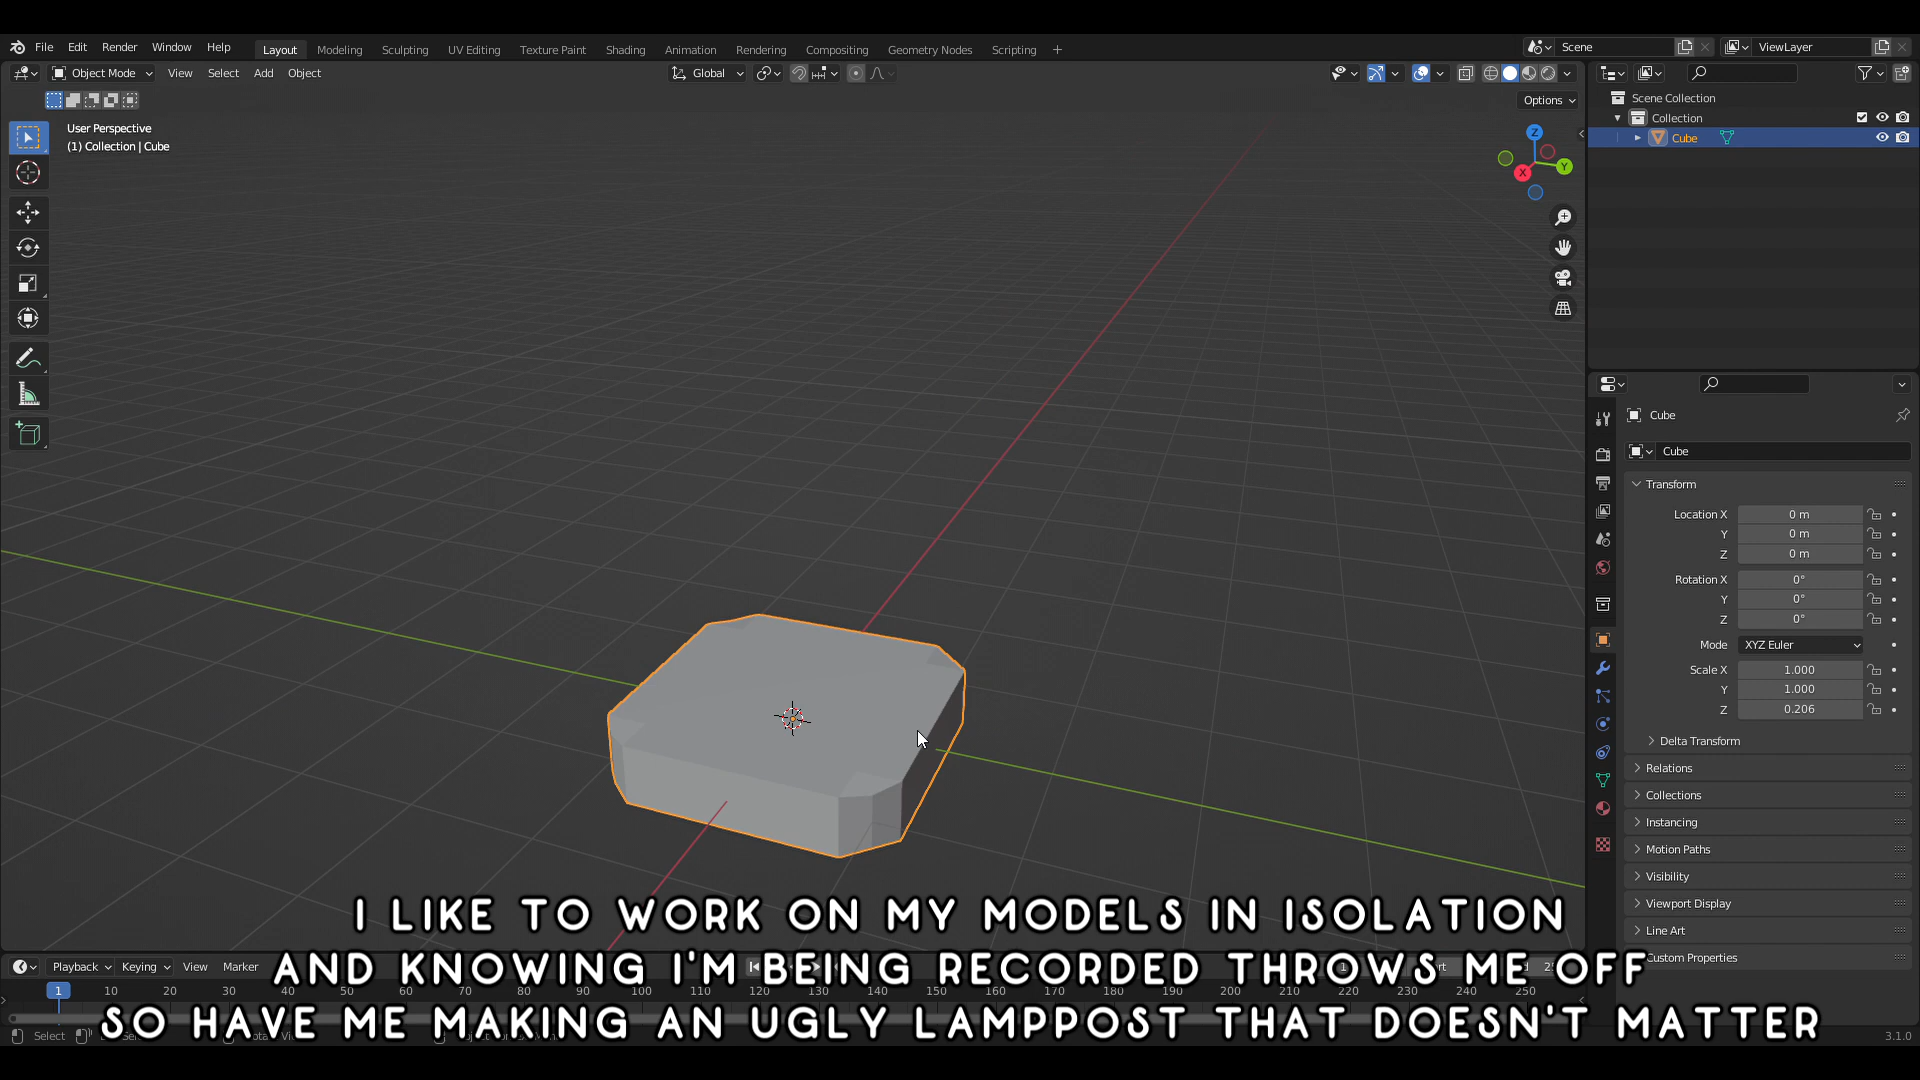 File Edit Render Window Help Layout Modeling Sculpting UV Editing Texture Paint Shading Animation Rendering Compositing Geometry Nodes Scripting + Scene ViewLayer
Object Mode View Select Add Object Global
Options
User Perspective
(1) Collection | Cube
Z
Y
X
Scene Collection
Collection
Cube
Cube
Cube
Transform
Location X 0 m
Y 0 m
Z 0 m
Rotation X 0°
Y 0°
Z 0°
Mode XYZ Euler
Scale X 1.000
Y 1.000
Z 0.206
Delta Transform
Relations
Collections
Instancing
Motion Paths
Visibility
Viewport Display
Line Art
Custom Properties
I LIKE TO WORK ON MY MODELS IN ISOLATION
AND KNOWING I'M BEING RECORDED THROWS ME OFF
SO HAVE ME MAKING AN UGLY LAMPPOST THAT DOESN'T MATTER
Playback Keying View Marker
1 10 20 30 40 50 60 70 80 90 100 110 120 130 140 150 160 170 180 190 200 210 220 230 240 250
Select
3.1.0